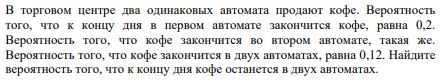 В торговом центре два одинаковых автомата продают кофе. Вероятность
того, что к концу дня в первом автомате закончится кофе, равна 0,2.
Вероятность того, что кофе закончится во втором автомате, такая же.
Вероятность того, что кофе закончится в двух автоматах, равна 0,12. Найдите
вероятность того, что к концу дня кофе останется в двух автоматах.